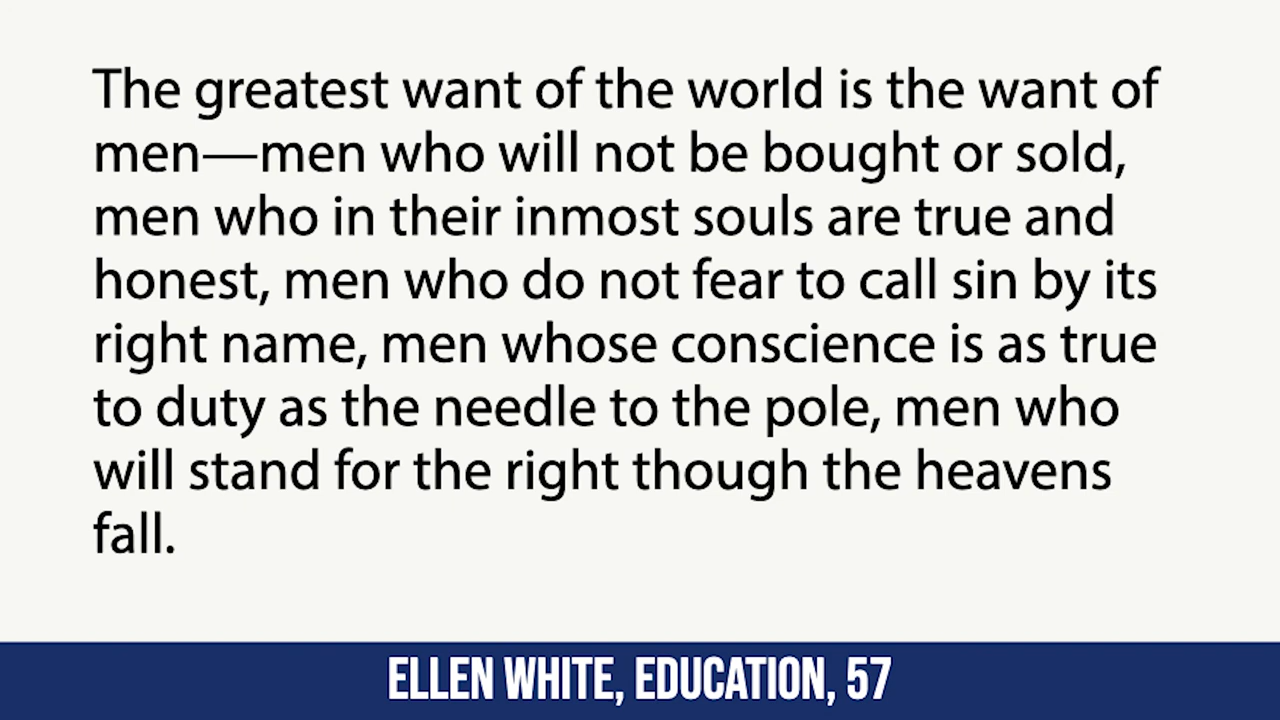 The greatest want of the world is the want of
men—men who will not be bought or sold,
men who in their inmost souls are true and
honest, men who do not fear to call sin by its
right name, men whose conscience is as true
to duty as the needle to the pole, men who
will stand for the right though the heavens
fall.
ELLEN WHITE, EDUCATION, 57